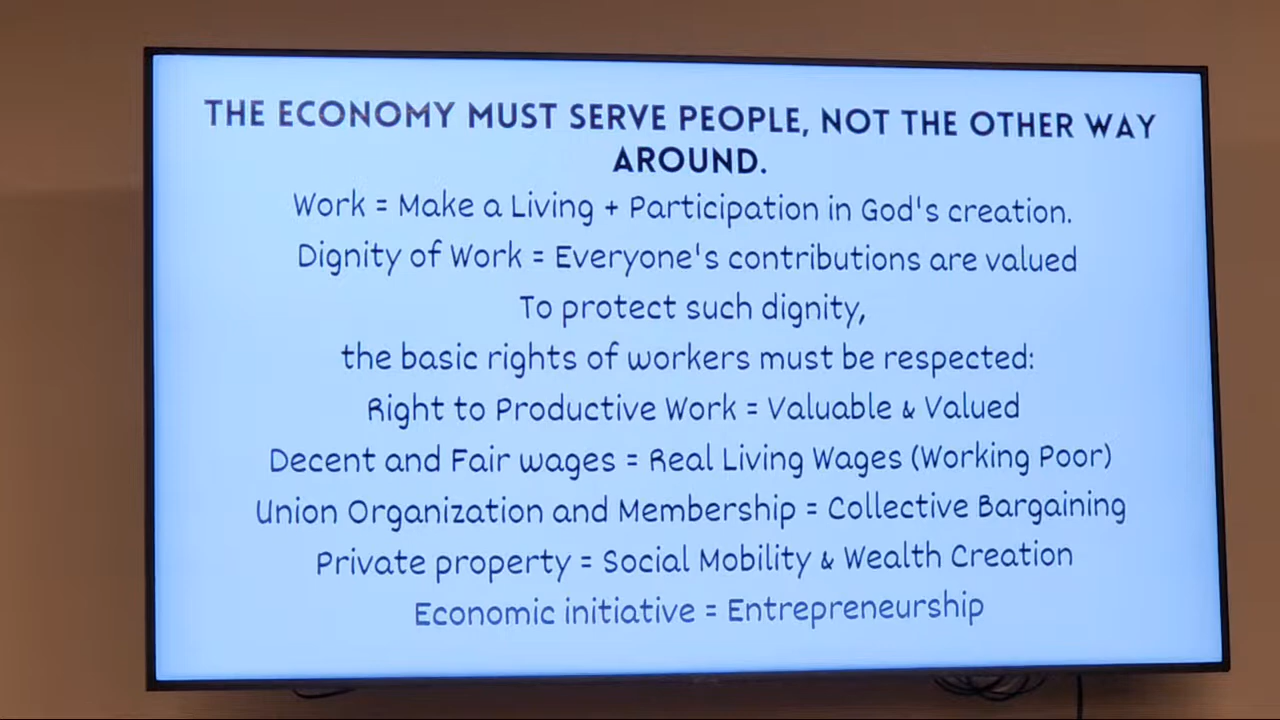 THE ECONOMY MUST SERVE PEOPLE, NOT THE OTHER WAY
AROUND.
Work = Make a Living + Participation in God's creation.
Dignity of Work = Everyone's contributions are valued
To protect such dignity,
the basic rights of workers must be respected:
Right to Productive Work = Valuable & Valued
Decent and Fair wages = Real Living Wages (Working Poor)
Union Organization and Membership = Collective Bargaining
Private property = Social Mobility & Wealth Creation
Economic initiative = Entrepreneurship